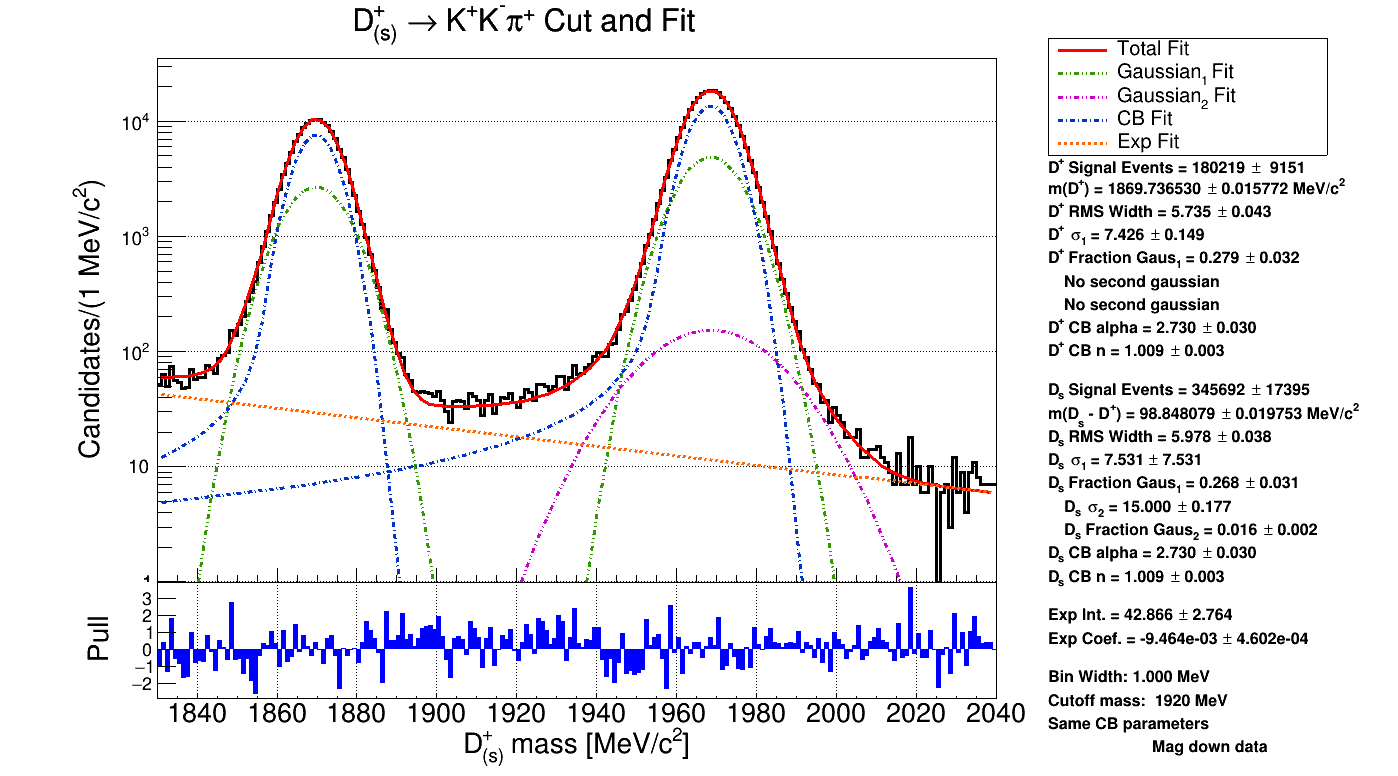 D⁺₍ₛ₎ → K⁺K⁻π⁺ Cut and Fit
Total Fit
Gaussian₁ Fit
Gaussian₂ Fit
CB Fit
Exp Fit
D⁺ Signal Events = 180219 ± 9151
m(D⁺) = 1869.736530 ± 0.015772 MeV/c²
D⁺ RMS Width = 5.735 ± 0.043
D⁺ σ₁ = 7.426 ± 0.149
D⁺ Fraction Gaus₁ = 0.279 ± 0.032
No second gaussian
No second gaussian
D⁺ CB alpha = 2.730 ± 0.030
D⁺ CB n = 1.009 ± 0.003
Dₛ Signal Events = 345692 ± 17395
m(Dₛ - D⁺) = 98.848079 ± 0.019753 MeV/c²
Dₛ RMS Width = 5.978 ± 0.038
Dₛ σ₁ = 7.531 ± 7.531
Dₛ Fraction Gaus₁ = 0.268 ± 0.031
Dₛ σ₂ = 15.000 ± 0.177
Dₛ Fraction Gaus₂ = 0.016 ± 0.002
Dₛ CB alpha = 2.730 ± 0.030
Dₛ CB n = 1.009 ± 0.003
Exp Int. = 42.866 ± 2.764
Exp Coef. = -9.464e-03 ± 4.602e-04
Bin Width: 1.000 MeV
Cutoff mass: 1920 MeV
Same CB parameters
Mag down data
Candidates/(1 MeV/c²)
10⁴
10³
10²
10
Pull
3
2
1
0
−1
−2
1840 1860 1880 1900 1920 1940 1960 1980 2000 2020 2040
D⁺₍ₛ₎ mass [MeV/c²]